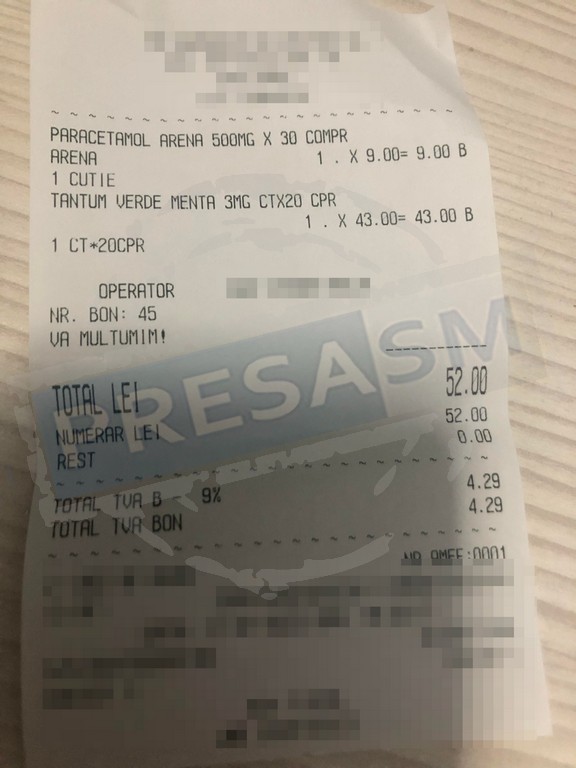 PARACETAMOL ARENA 500MG X 30 COMPR
ARENA 1 . X 9.00= 9.00 B
1 CUTIE
TANTUM VERDE MENTA 3MG CTX20 CPR
1 . X 43.00= 43.00 B
1 CT*20CPR
OPERATOR
NR. BON: 45
VA MULTUMIM!
PRESASM
TOTAL LEI 52.00
NUMERAR LEI 52.00
REST 0.00
TOTAL TVA B - 9% 4.29
TOTAL TVA BON 4.29
:0001